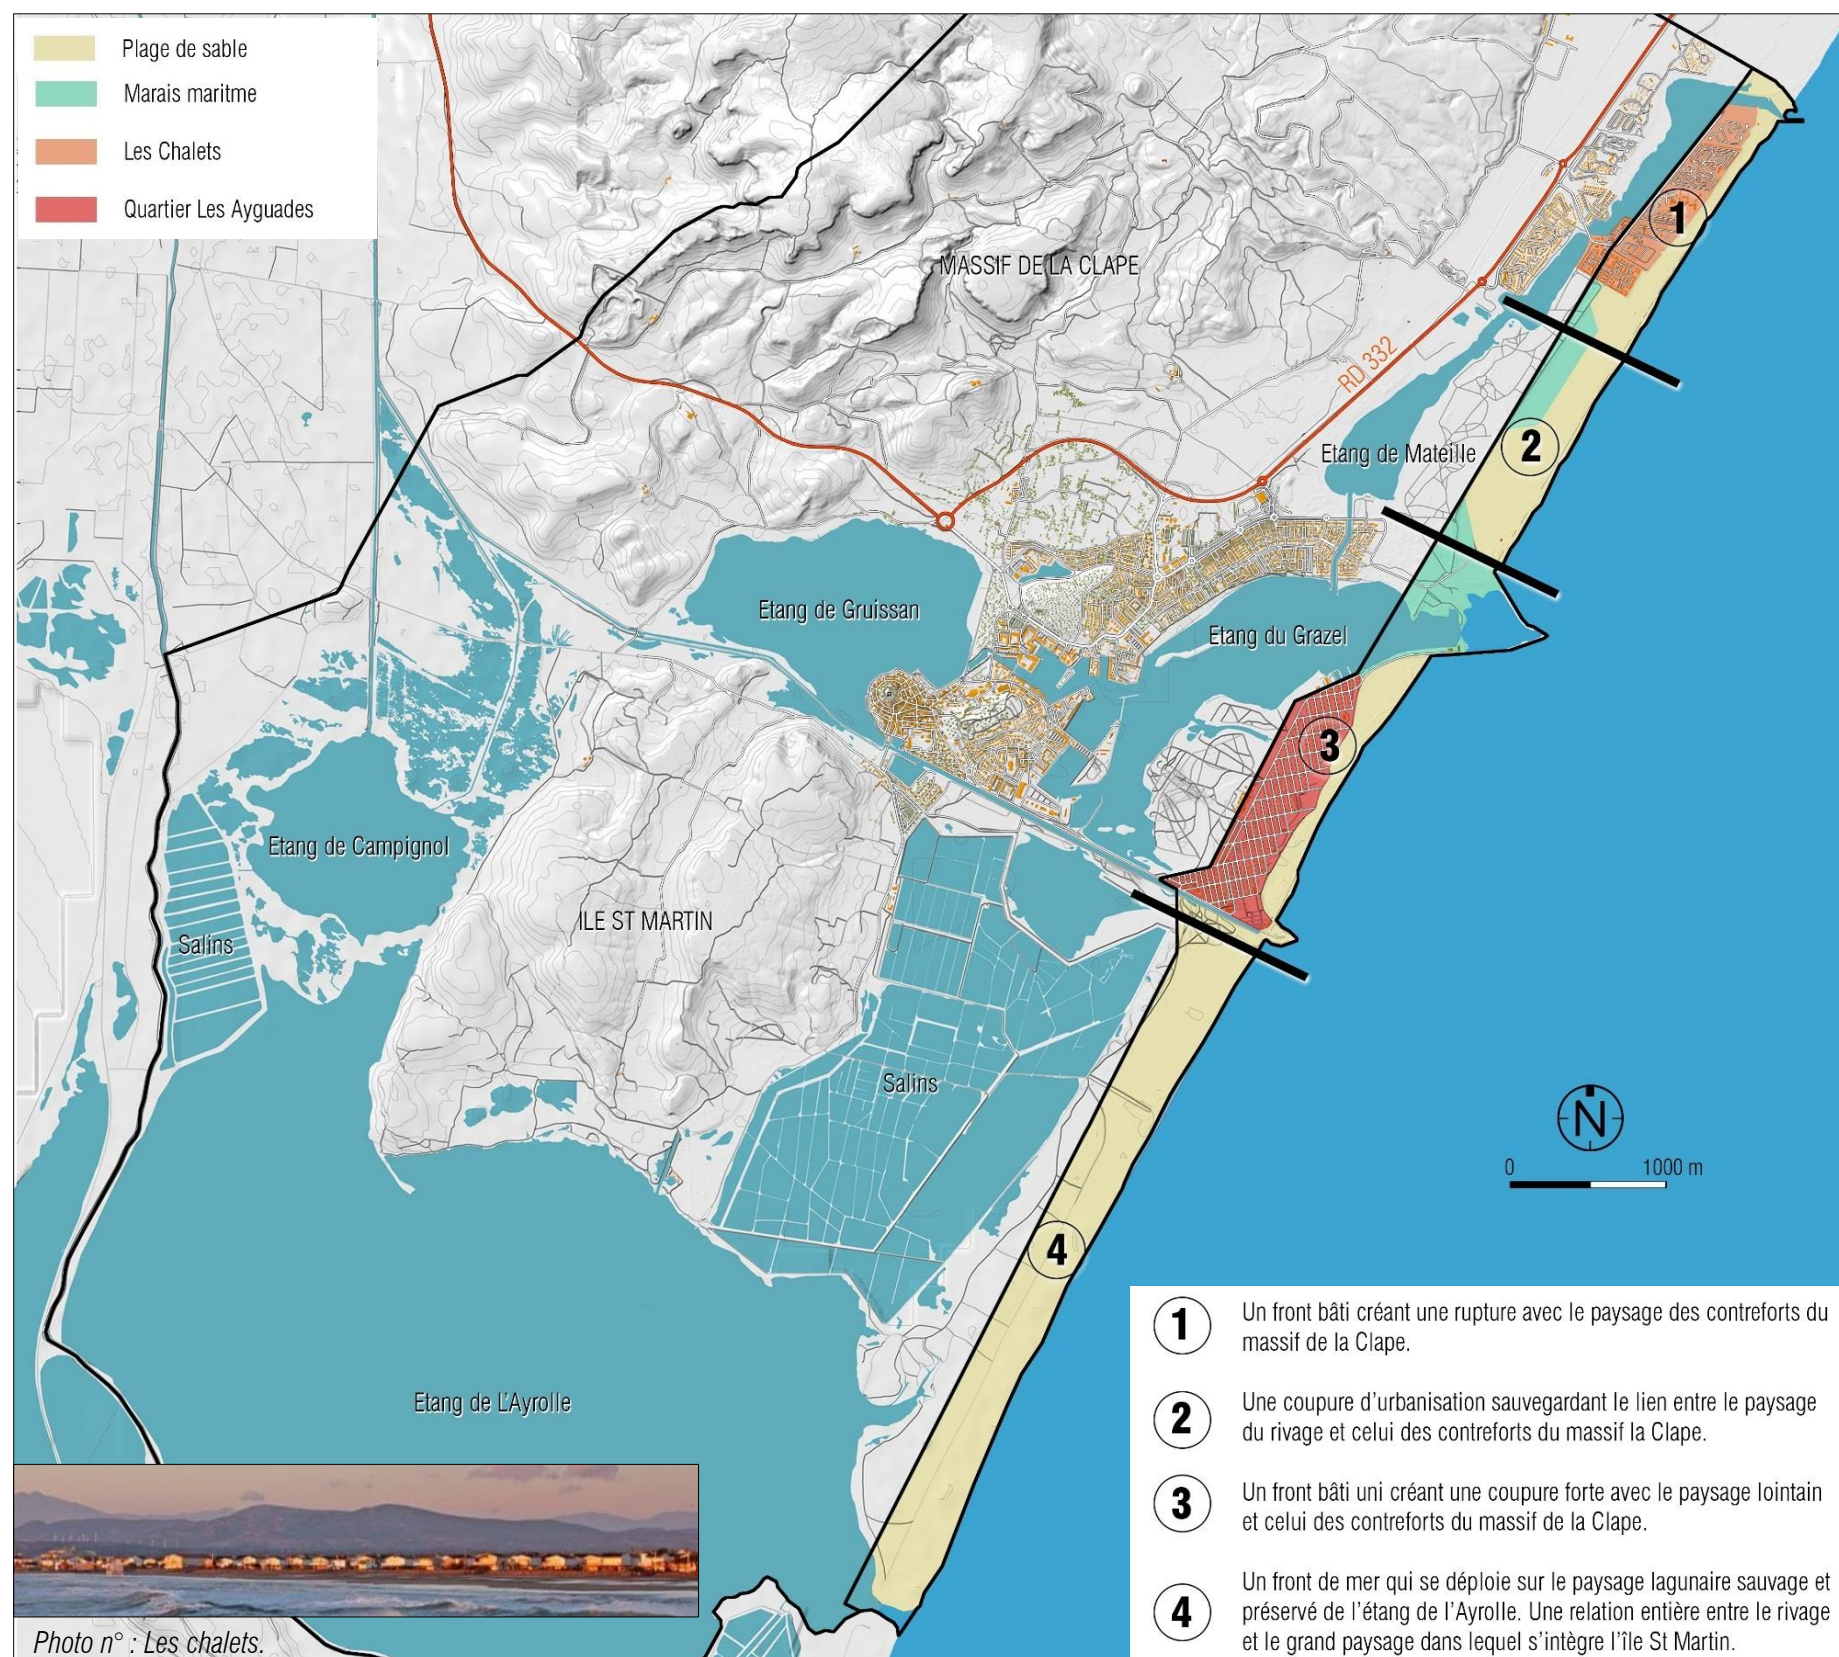 Plage de sable
Marais maritme
Les Chalets
Quartier Les Ayguades
MASSIF DE LA CLAPE
1
RD 332
2
Etang de Mateille
Etang de Gruissan
Etang du Grazel
3
Etang de Campignol
Salins
ILE ST MARTIN
Salins
N
0 1000 m
4
Etang de L'Ayrolle
1 Un front bâti créant une rupture avec le paysage des contreforts du
massif de la Clape.
2 Une coupure d'urbanisation sauvegardant le lien entre le paysage
du rivage et celui des contreforts du massif la Clape.
3 Un front bâti uni créant une coupure forte avec le paysage lointain
et celui des contreforts du massif de la Clape.
4 Un front de mer qui se déploie sur le paysage lagunaire sauvage et
préservé de l'étang de l'Ayrolle. Une relation entière entre le rivage
et le grand paysage dans lequel s'intègre l'île St Martin.
Photo n° : Les chalets.